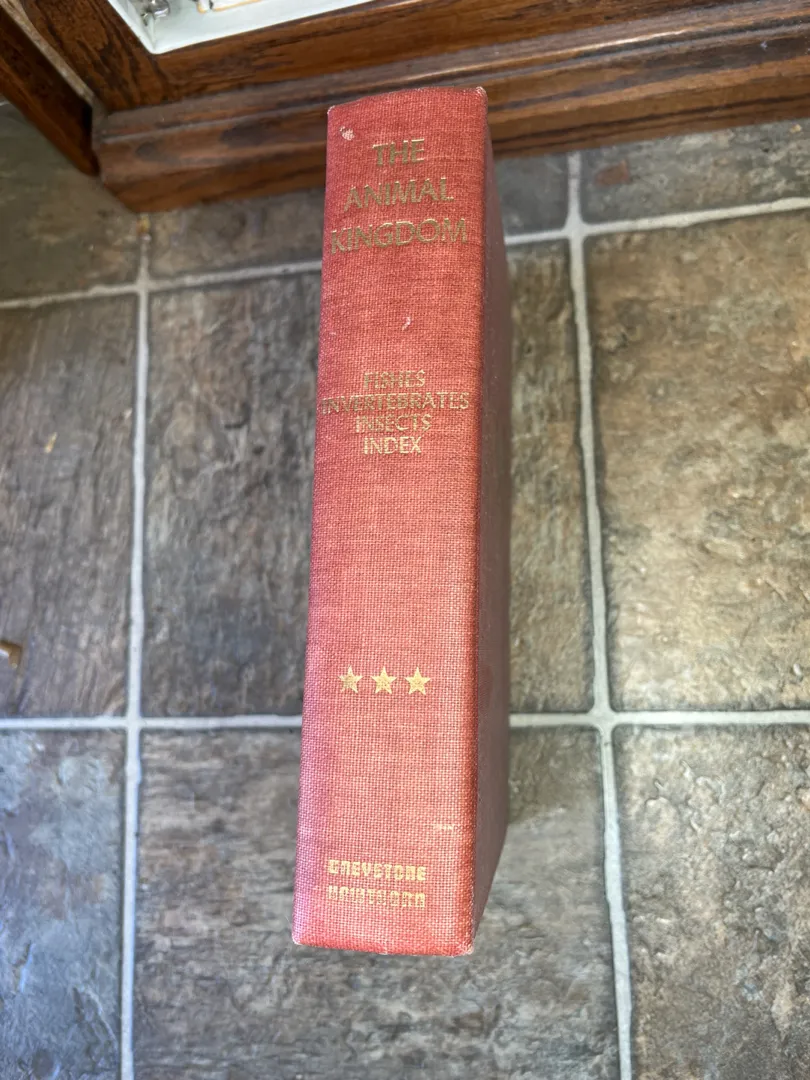 THE
ANIMAL
KINGDOM
FISHES
INVERTEBRATES
INSECTS
INDEX
GREYSTONE
HAWTHORN